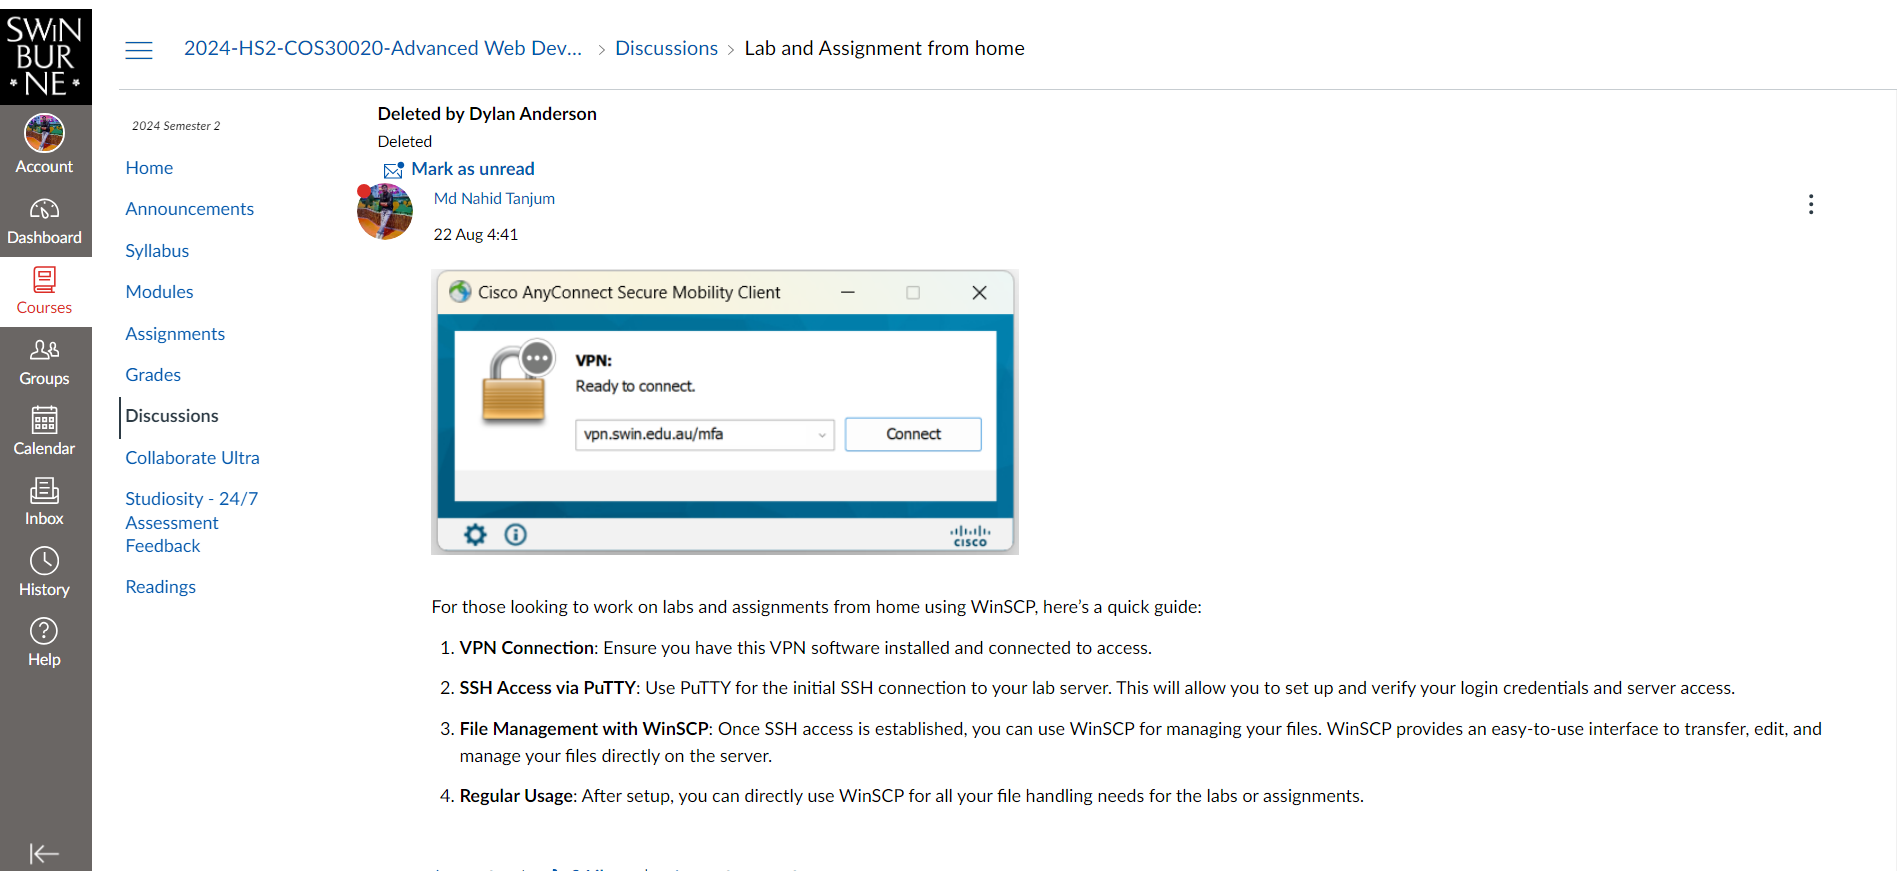 SWiN
BUR
* NE *
Account
Dashboard
Courses
Groups
Calendar
Inbox
History
Help
2024-HS2-COS30020-Advanced Web Dev... > Discussions > Lab and Assignment from home
2024 Semester 2
Home
Announcements
Syllabus
Modules
Assignments
Grades
Discussions
Collaborate Ultra
Studiosity - 24/7
Assessment
Feedback
Readings
Deleted by Dylan Anderson
Deleted
Mark as unread
Md Nahid Tanjum
22 Aug 4:41
Cisco AnyConnect Secure Mobility Client
VPN:
Ready to connect.
vpn.swin.edu.au/mfa
Connect
CISCO
For those looking to work on labs and assignments from home using WinSCP, here’s a quick guide:
1. VPN Connection: Ensure you have this VPN software installed and connected to access.
2. SSH Access via PuTTY: Use PuTTY for the initial SSH connection to your lab server. This will allow you to set up and verify your login credentials and server access.
3. File Management with WinSCP: Once SSH access is established, you can use WinSCP for managing your files. WinSCP provides an easy-to-use interface to transfer, edit, and
manage your files directly on the server.
4. Regular Usage: After setup, you can directly use WinSCP for all your file handling needs for the labs or assignments.